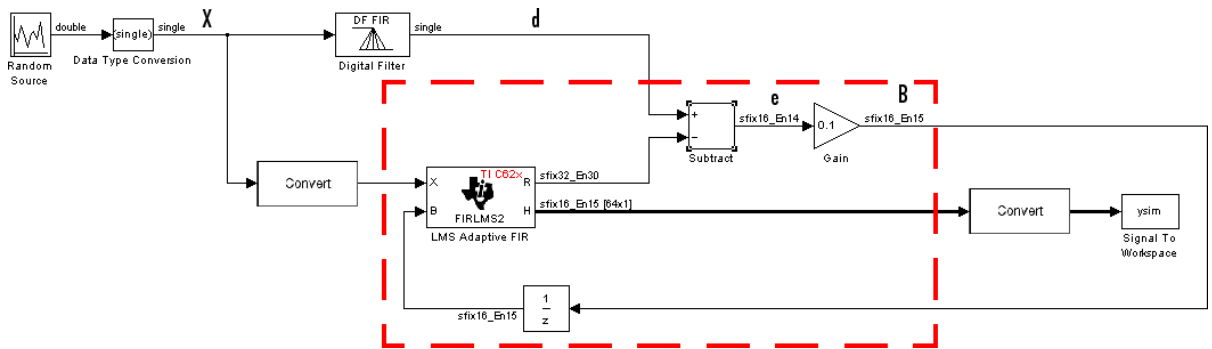 X
d
double
(single)
single
DF FIR
single
Random
Source
Data Type Conversion
Digital Filter
e
B
+
−
sfix16_En14
0.1
sfix16_En15
Subtract
Gain
Convert
X
TI C62x
R
sfix32_En30
B
FIRLMS2
H
sfix16_En15 [64x1]
LMS Adaptive FIR
Convert
ysim
Signal To
Workspace
1
z
sfix16_En15